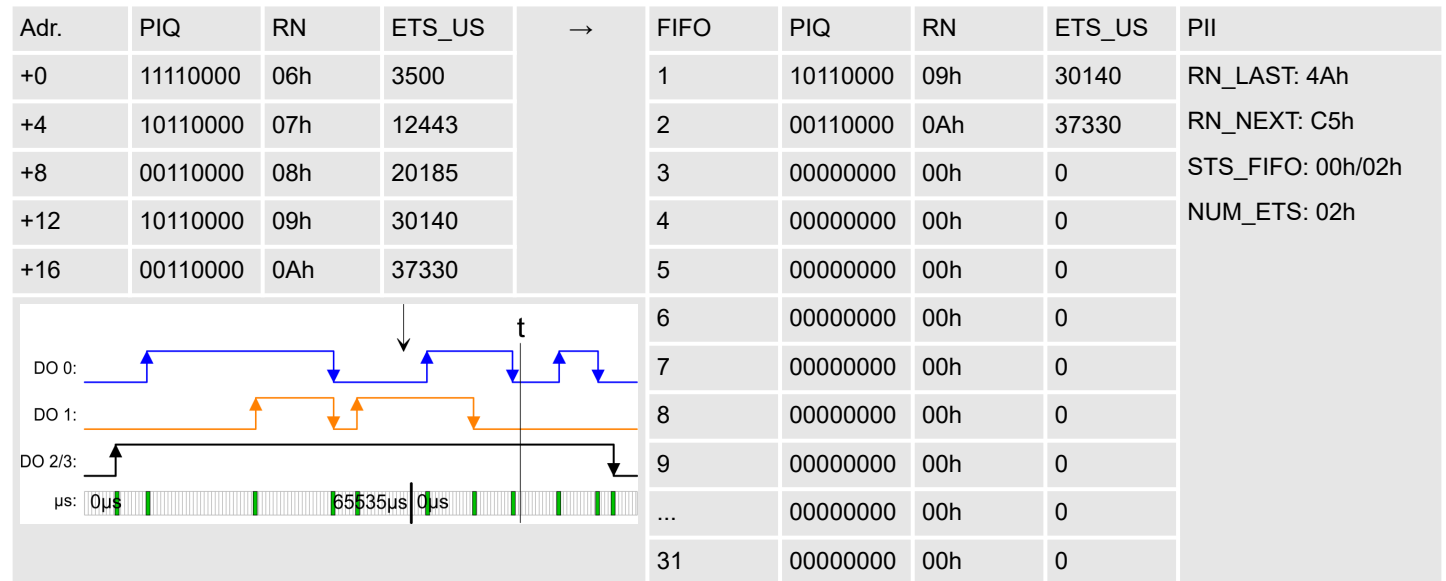 Adr. PIQ RN ETS_US → FIFO PIQ RN ETS_US PII
+0 11110000 06h 3500 1 10110000 09h 30140 RN_LAST: 4Ah
+4 10110000 07h 12443 2 00110000 0Ah 37330 RN_NEXT: C5h
+8 00110000 08h 20185 3 00000000 00h 0 STS_FIFO: 00h/02h
+12 10110000 09h 30140 4 00000000 00h 0 NUM_ETS: 02h
+16 00110000 0Ah 37330 5 00000000 00h 0
6 00000000 00h 0
7 00000000 00h 0
8 00000000 00h 0
9 00000000 00h 0
... 00000000 00h 0
31 00000000 00h 0
t
DO 0:
DO 1:
DO 2/3:
µs: 0µs 65535µs 0µs